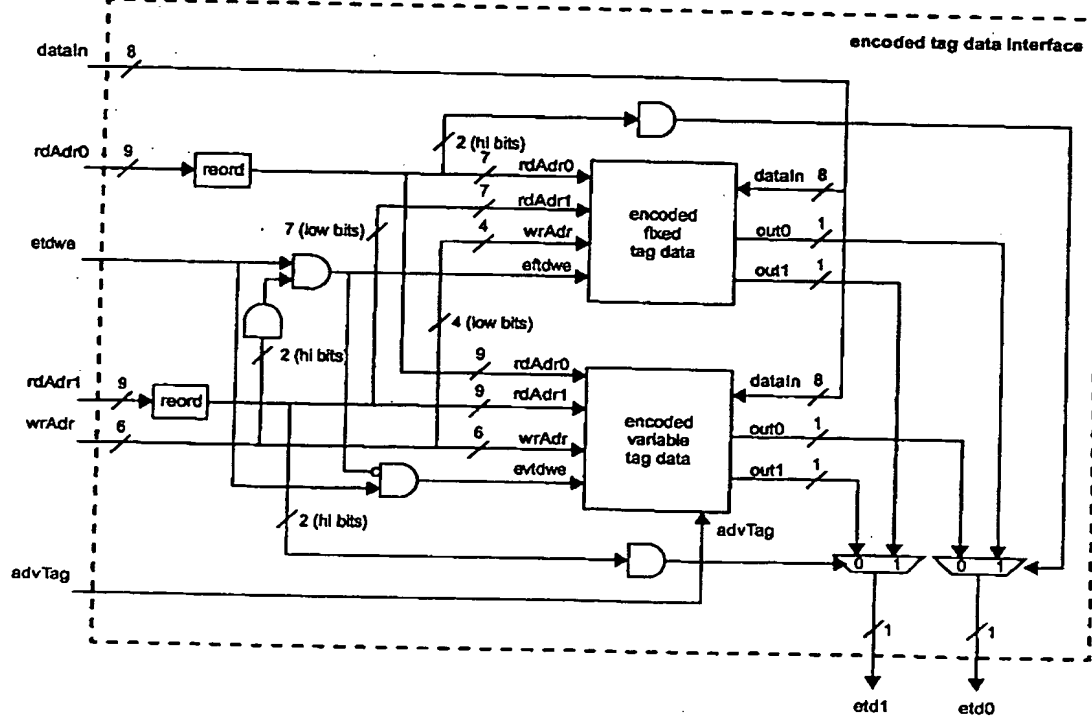 encoded tag data Interface
dataIn
8
2 (hi bits)
rdAdr0
9
reord
7
rdAdr0
7
rdAdr1
7 (low bits)
4
wrAdr
etdwe
eftdwe
encoded
fixed
tag data
dataIn
8
out0
1
out1
1
4 (low bits)
2 (hi bits)
rdAdr1
9
reord
wrAdr
6
9
rdAdr0
9
rdAdr1
6
wrAdr
evtdwe
encoded
variable
tag data
dataIn
8
out0
1
out1
1
2 (hi bits)
advTag
advTag
0
1
0
1
1
1
etd1
etd0